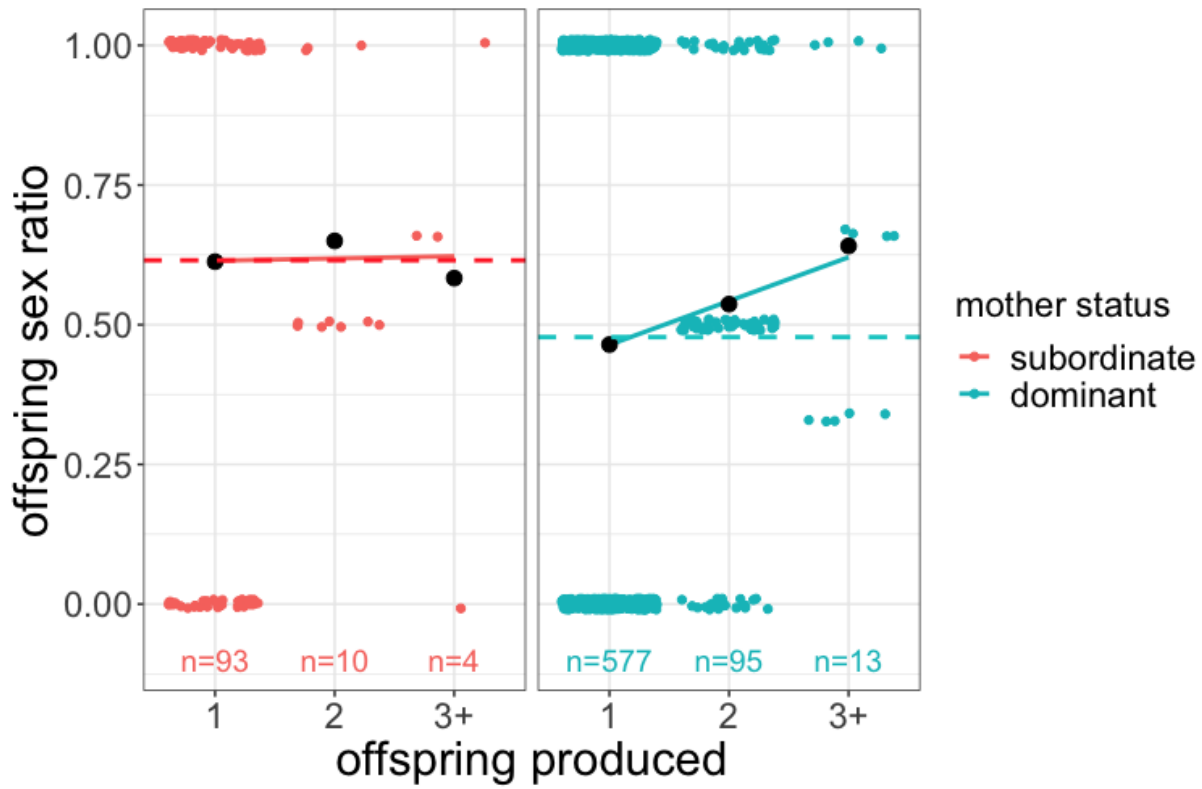 offspring sex ratio
1.00
0.75
0.50
0.25
0.00
n=93 n=10 n=4
n=577 n=95 n=13
1 2 3+
1 2 3+
offspring produced
mother status
subordinate
dominant